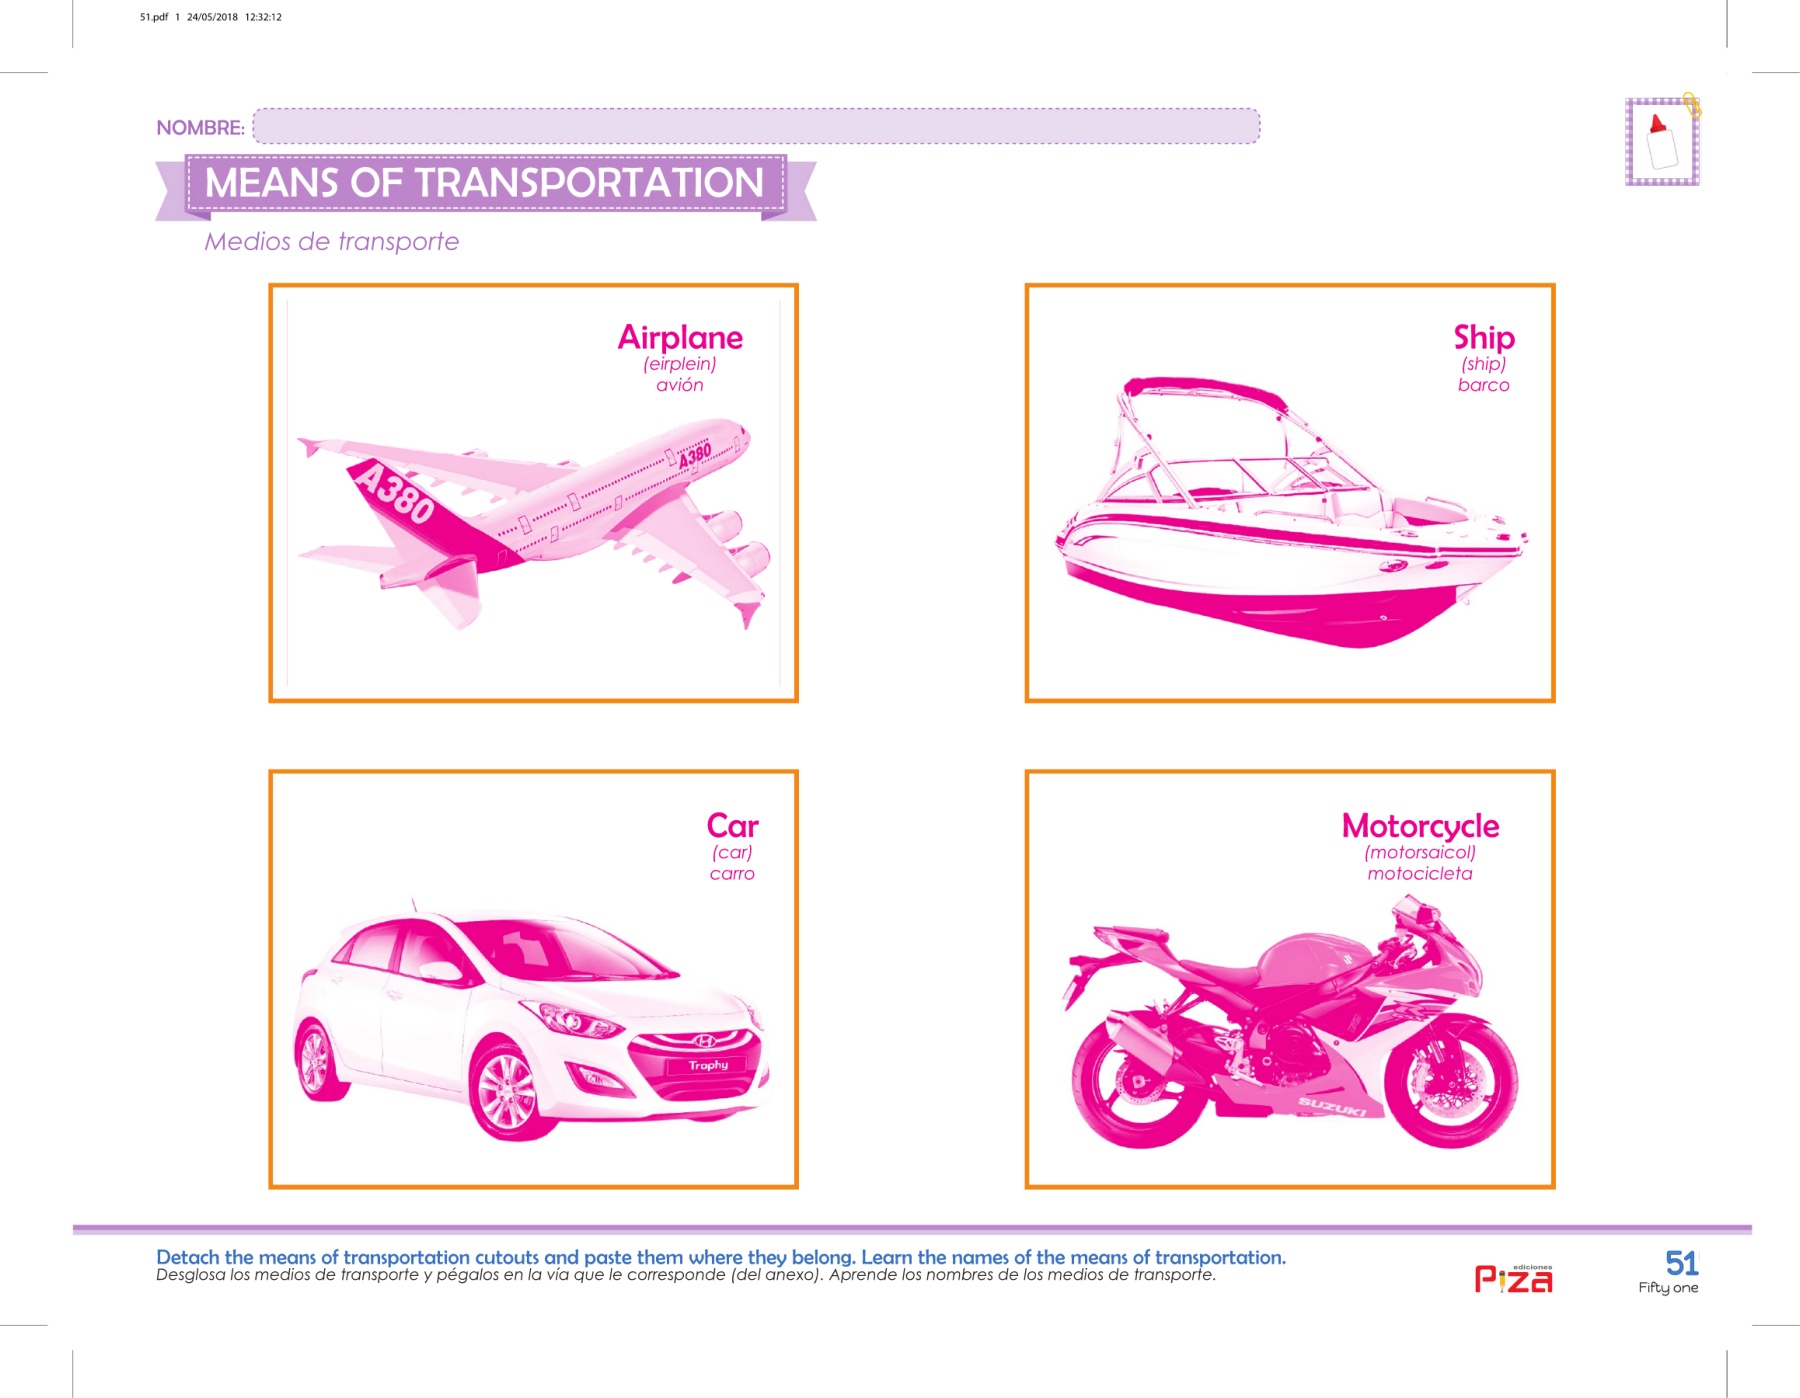 51.pdf 1 24/05/2018 12:32:12
NOMBRE:
MEANS OF TRANSPORTATION
Medios de transporte
Airplane
(eirplein)
avión
A380
A380
Ship
(ship)
barco
Car
(car)
carro
Trophy
Motorcycle
(motorsaicol)
motocicleta
SUZUKI
Detach the means of transportation cutouts and paste them where they belong. Learn the names of the means of transportation.
Desglosa los medios de transporte y pégalos en la vía que le corresponde (del anexo). Aprende los nombres de los medios de transporte.
ediciones
Piza
51
Fifty one